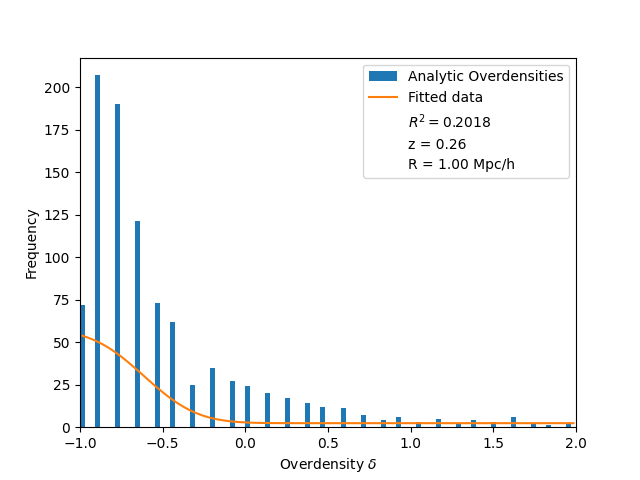 Analytic Overdensities
Fitted data
R² = 0.2018
z = 0.26
R = 1.00 Mpc/h
Frequency
200
175
150
125
100
75
50
25
0
−1.0 −0.5 0.0 0.5 1.0 1.5 2.0
Overdensity δ